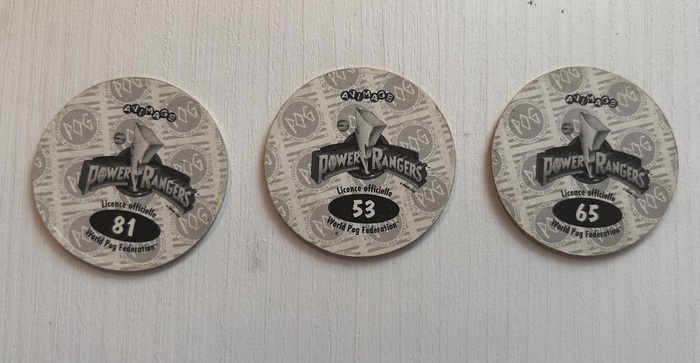 AVIMAGE
POWER RANGERS
Licence officielle
81
World Pog Federation
AVIMAGE
POWER RANGERS
Licence officielle
53
World Pog Federation
AVIMAGE
POWER RANGERS
Licence officielle
65
World Pog Federation
POG